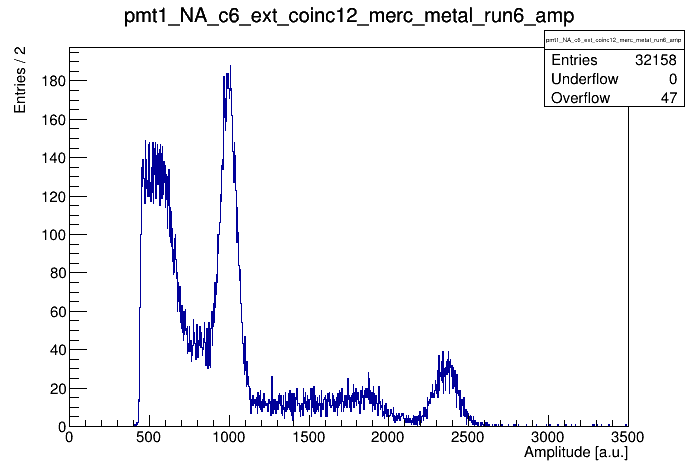 pmt1_NA_c6_ext_coinc12_merc_metal_run6_amp
pmt1_NA_c6_ext_coinc12_merc_metal_run6_amp
Entries 32158
Underflow 0
Overflow 47
Entries / 2
180
160
140
120
100
80
60
40
20
0
0 500 1000 1500 2000 2500 3000 3500
Amplitude [a.u.]